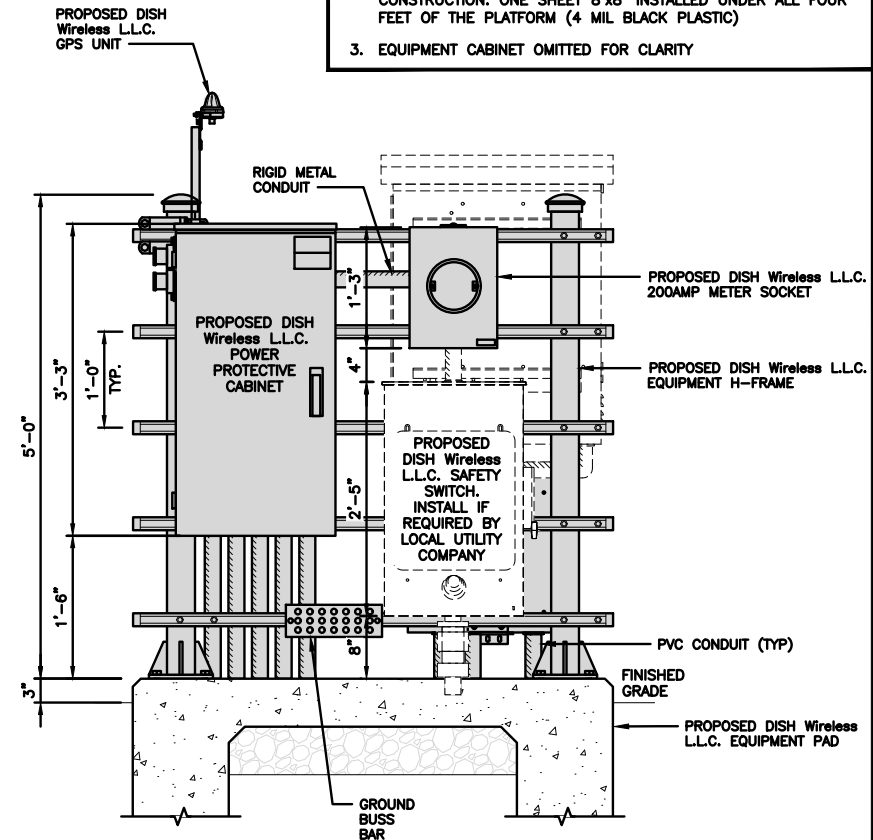 CONSTRUCTION. ONE SHEET 8'x8' INSTALLED UNDER ALL FOUR
FEET OF THE PLATFORM (4 MIL BLACK PLASTIC)
3. EQUIPMENT CABINET OMITTED FOR CLARITY
PROPOSED DISH
Wireless L.L.C.
GPS UNIT
RIGID METAL
CONDUIT
PROPOSED DISH Wireless L.L.C.
200AMP METER SOCKET
PROPOSED DISH Wireless L.L.C.
EQUIPMENT H-FRAME
PROPOSED DISH
Wireless L.L.C.
POWER
PROTECTIVE
CABINET
PROPOSED
DISH Wireless
L.L.C. SAFETY
SWITCH.
INSTALL IF
REQUIRED BY
LOCAL UTILITY
COMPANY
5'-0"
3'-3"
1'-0"
TYP.
1'-6"
3"
1'-3"
4"
2'-5"
8"
PVC CONDUIT (TYP)
FINISHED
GRADE
PROPOSED DISH Wireless
L.L.C. EQUIPMENT PAD
GROUND
BUSS
BAR